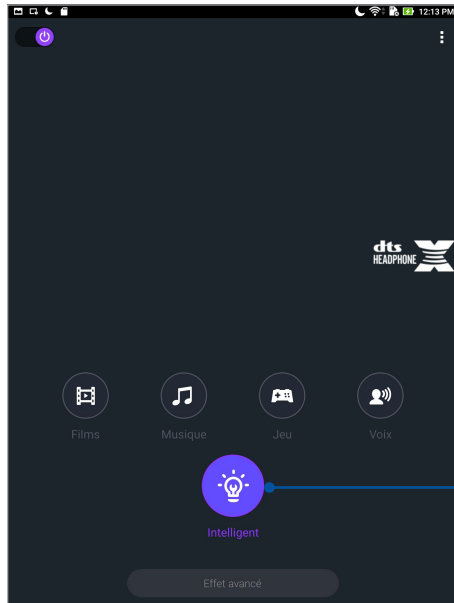 12:13 PM
dts
HEADPHONE X
Films Musique Jeu Voix
Intelligent
Effet avancé